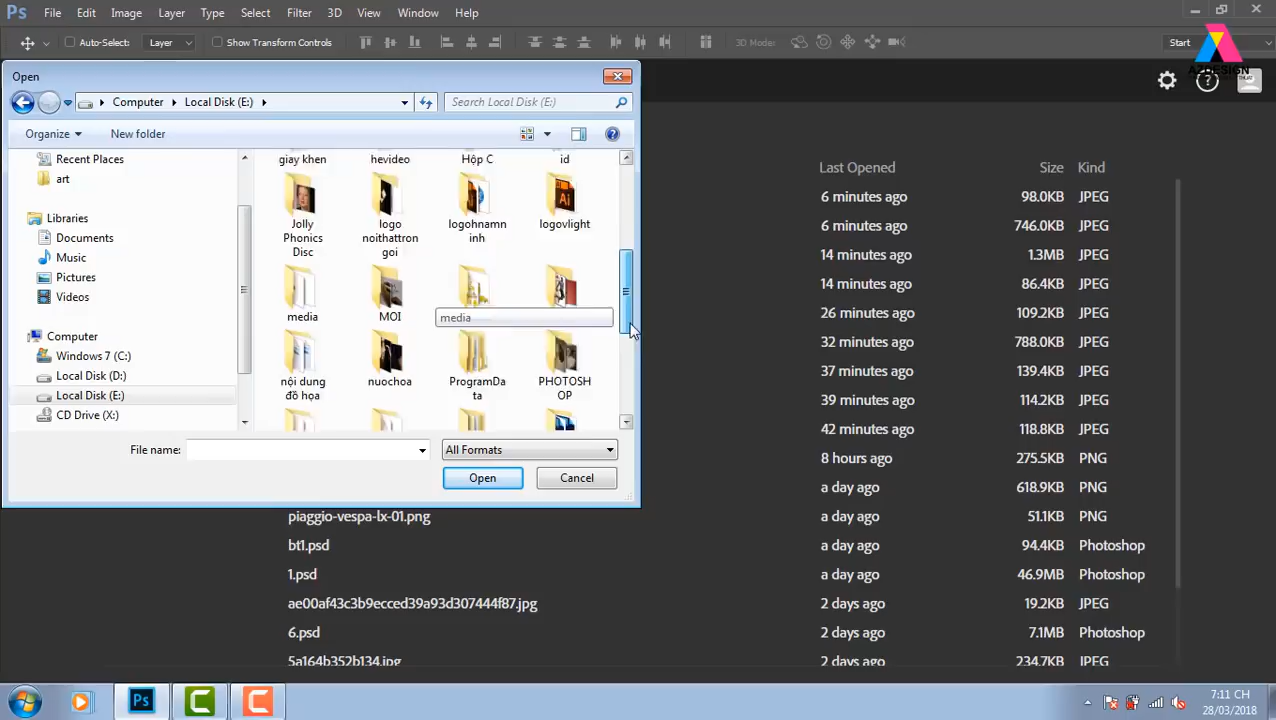 Ps File Edit Image Layer Type Select Filter 3D View Window Help
Auto-Select: Layer Show Transform Controls 3D Mode: Start
AZDESIGN
Open
Computer Local Disk (E:) Search Local Disk (E:)
Organize New folder
Recent Places
art
Libraries
Documents
Music
Pictures
Videos
Computer
Windows 7 (C:)
Local Disk (D:)
Local Disk (E:)
CD Drive (X:)
giay khen hevideo Hộp C id
Jolly Phonics Disc
logo noithattrongoi
logohnamninh
logovlight
media MOI
media
nội dung đồ họa
nuochoa
ProgramData
PHOTOSHOP
File name: All Formats
Open Cancel
Last Opened Size Kind
6 minutes ago 98.0KB JPEG
6 minutes ago 746.0KB JPEG
14 minutes ago 1.3MB JPEG
14 minutes ago 86.4KB JPEG
26 minutes ago 109.2KB JPEG
32 minutes ago 788.0KB JPEG
37 minutes ago 139.4KB JPEG
39 minutes ago 114.2KB JPEG
42 minutes ago 118.8KB JPEG
8 hours ago 275.5KB PNG
a day ago 618.9KB PNG
piaggio-vespa-lx-01.png a day ago 51.1KB PNG
bt1.psd a day ago 94.4KB Photoshop
1.psd a day ago 46.9MB Photoshop
ae00af43c3b9ecced39a93d307444f87.jpg 2 days ago 19.2KB JPEG
6.psd 2 days ago 7.1MB Photoshop
5a164b352b134.jpg 2 days ago 234.7KB JPEG
Ps
7:11 CH
28/03/2018